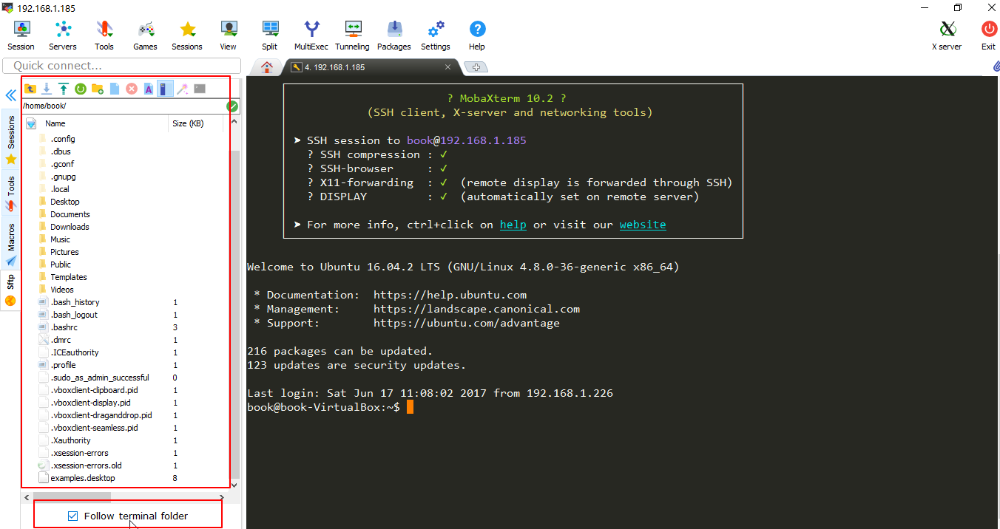 192.168.1.185
Session Servers Tools Games Sessions View Split MultiExec Tunneling Packages Settings Help X server Exit
Quick connect...
4. 192.168.1.185
Sessions
Tools
Macros
Sftp
/home/book/
Name Size (KB)
.config
.dbus
.gconf
.gnupg
.local
Desktop
Documents
Downloads
Music
Pictures
Public
Templates
Videos
.bash_history 1
.bash_logout 1
.bashrc 3
.dmrc 1
.ICEauthority 1
.profile 1
.sudo_as_admin_successful 0
.vboxclient-clipboard.pid 1
.vboxclient-display.pid 1
.vboxclient-draganddrop.pid 1
.vboxclient-seamless.pid 1
.Xauthority 1
.xsession-errors 1
.xsession-errors.old 1
examples.desktop 8
Follow terminal folder
? MobaXterm 10.2 ?
(SSH client, X-server and networking tools)
➤ SSH session to book@192.168.1.185
? SSH compression : ✓
? SSH-browser : ✓
? X11-forwarding : ✓ (remote display is forwarded through SSH)
? DISPLAY : ✓ (automatically set on remote server)
➤ For more info, ctrl+click on help or visit our website
Welcome to Ubuntu 16.04.2 LTS (GNU/Linux 4.8.0-36-generic x86_64)
* Documentation: https://help.ubuntu.com
* Management: https://landscape.canonical.com
* Support: https://ubuntu.com/advantage
216 packages can be updated.
123 updates are security updates.
Last login: Sat Jun 17 11:08:02 2017 from 192.168.1.226
book@book-VirtualBox:~$